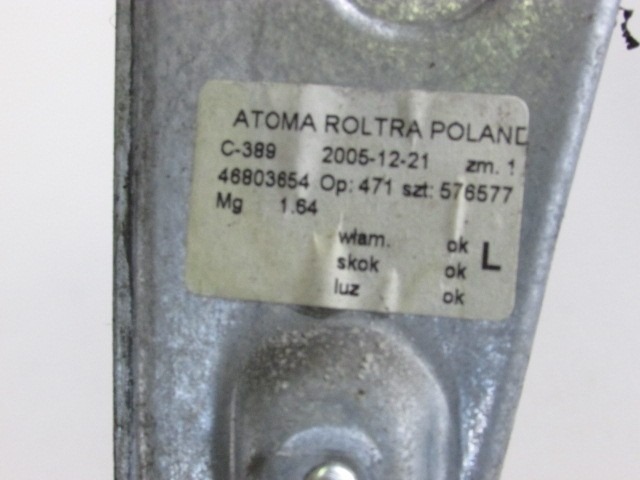 ATOMA ROLTRA POLAND
C-389 2005-12-21 zm. 1
46803654 Op: 471 szt: 576577
Mg 1.64
włam. ok L
skok ok
luz ok